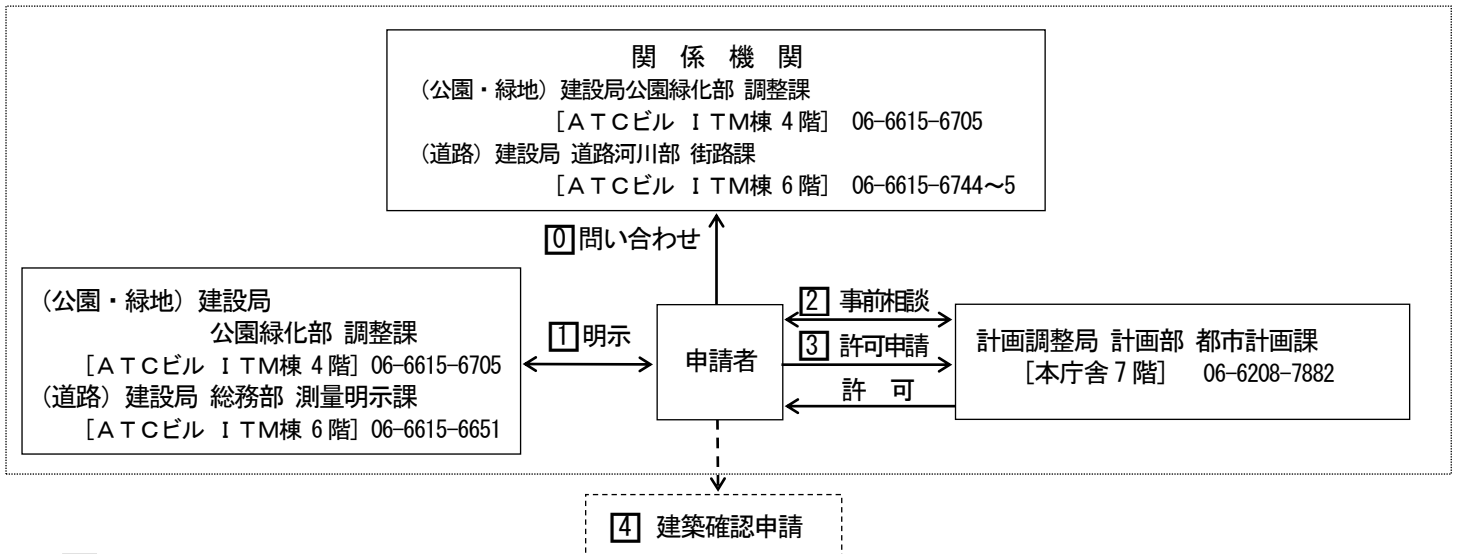 関 係 機 関
（公園・緑地）建設局公園緑化部 調整課
［ＡＴＣビル ＩＴＭ棟 4 階］ 06-6615-6705
（道路）建設局 道路河川部 街路課
［ＡＴＣビル ＩＴＭ棟 6 階］ 06-6615-6744～5
0 問い合わせ
（公園・緑地）建設局
公園緑化部 調整課
［ＡＴＣビル ＩＴＭ棟 4 階］06-6615-6705
（道路）建設局 総務部 測量明示課
［ＡＴＣビル ＩＴＭ棟 6 階］06-6615-6651
1 明示
申請者
2 事前相談
3 許可申請
許 可
計画調整局 計画部 都市計画課
［本庁舎 7 階］ 06-6208-7882
4 建築確認申請